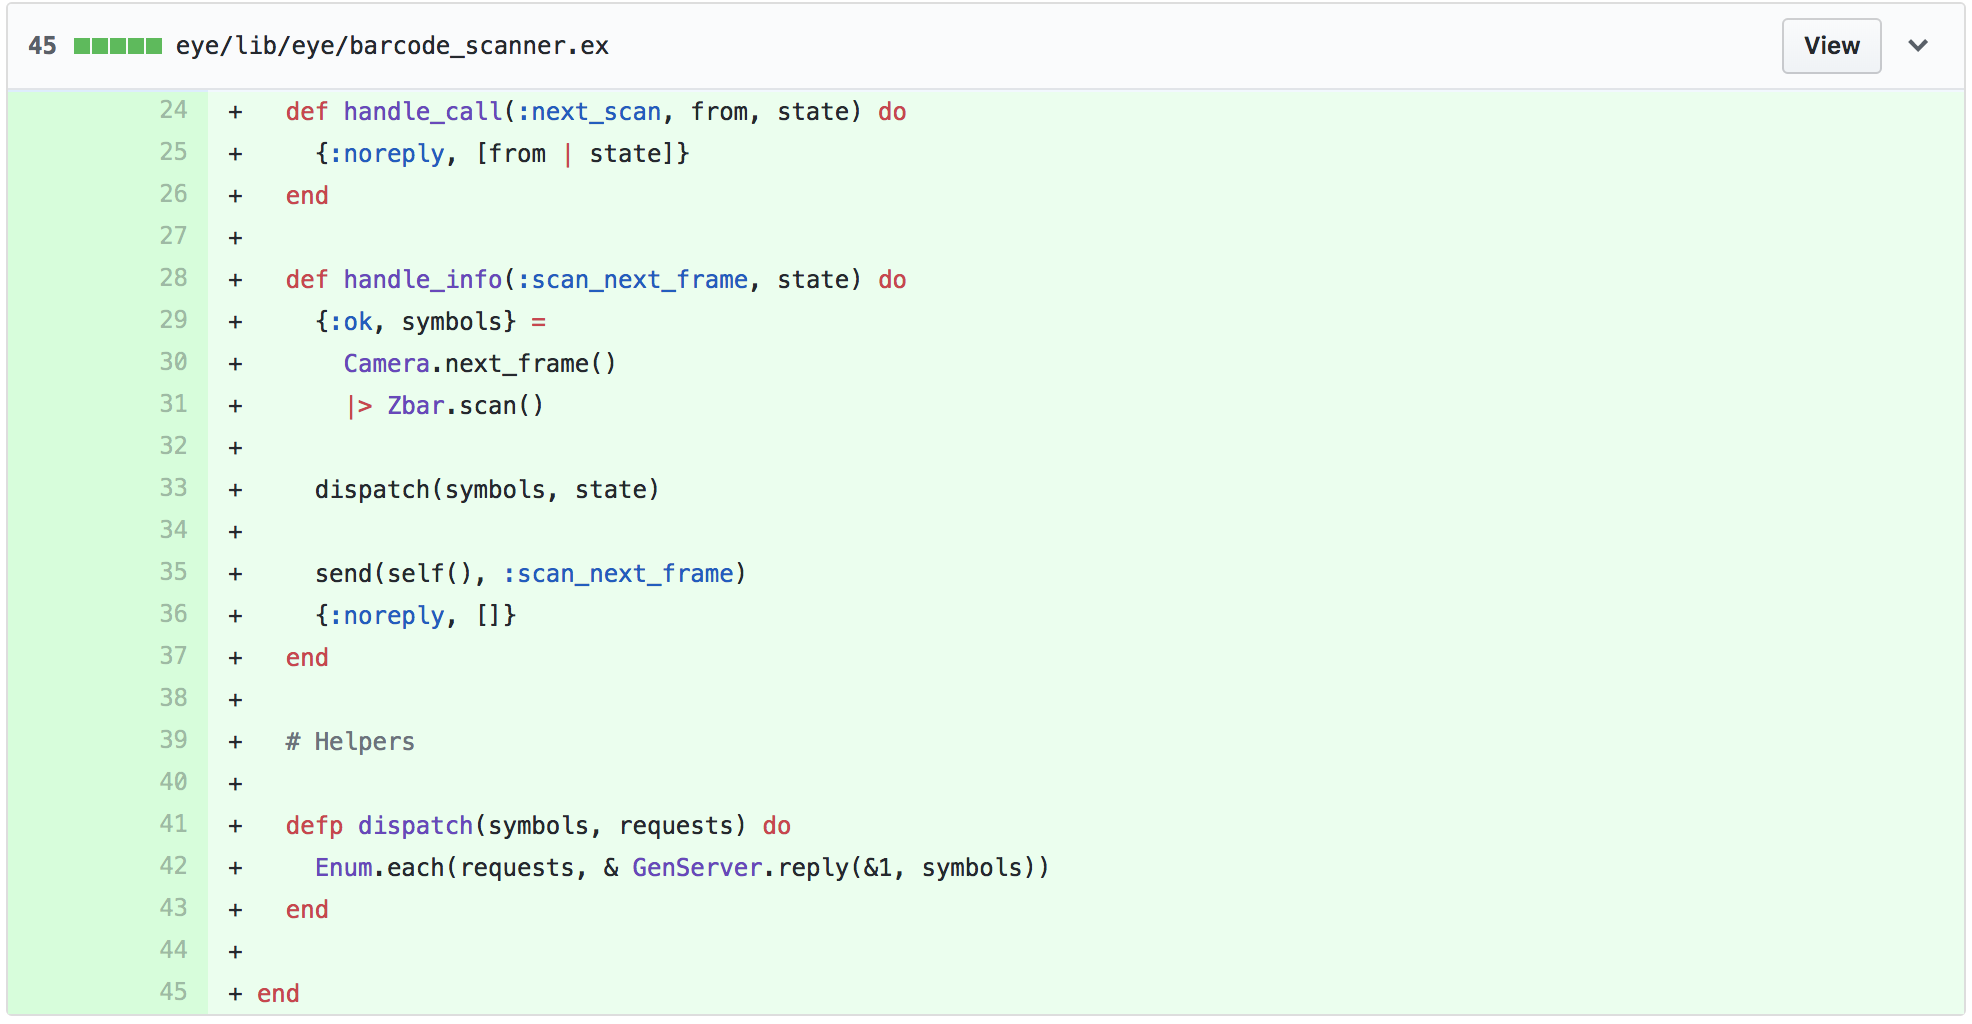 45 eye/lib/eye/barcode_scanner.ex View
24 + def handle_call(:next_scan, from, state) do
25 + {:noreply, [from | state]}
26 + end
27 +
28 + def handle_info(:scan_next_frame, state) do
29 + {:ok, symbols} =
30 + Camera.next_frame()
31 + |> Zbar.scan()
32 +
33 + dispatch(symbols, state)
34 +
35 + send(self(), :scan_next_frame)
36 + {:noreply, []}
37 + end
38 +
39 + # Helpers
40 +
41 + defp dispatch(symbols, requests) do
42 + Enum.each(requests, & GenServer.reply(&1, symbols))
43 + end
44 +
45 + end